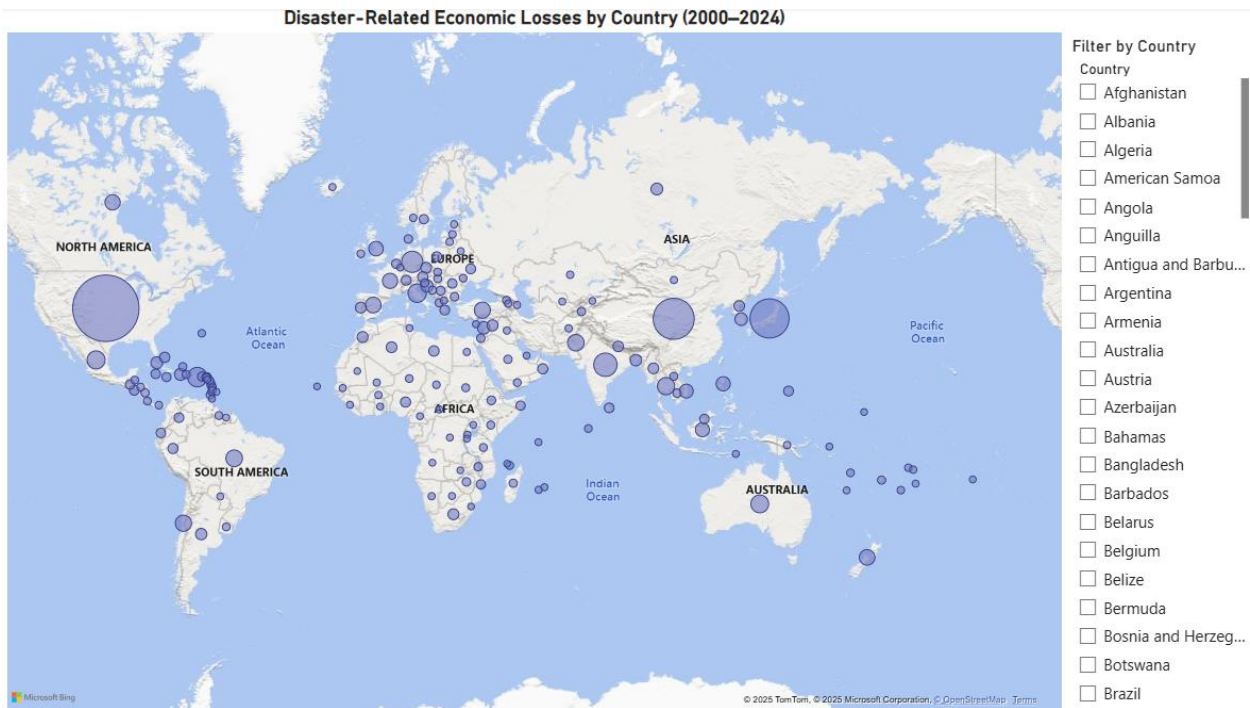 Disaster-Related Economic Losses by Country (2000–2024)
NORTH AMERICA
EUROPE
ASIA
Atlantic
Ocean
Pacific
Ocean
AFRICA
SOUTH AMERICA
Indian
Ocean
AUSTRALIA
Microsoft Bing
© 2025 TomTom, © 2025 Microsoft Corporation, © OpenStreetMap Terms
Filter by Country
Country
Afghanistan
Albania
Algeria
American Samoa
Angola
Anguilla
Antigua and Barbu...
Argentina
Armenia
Australia
Austria
Azerbaijan
Bahamas
Bangladesh
Barbados
Belarus
Belgium
Belize
Bermuda
Bosnia and Herzeg...
Botswana
Brazil